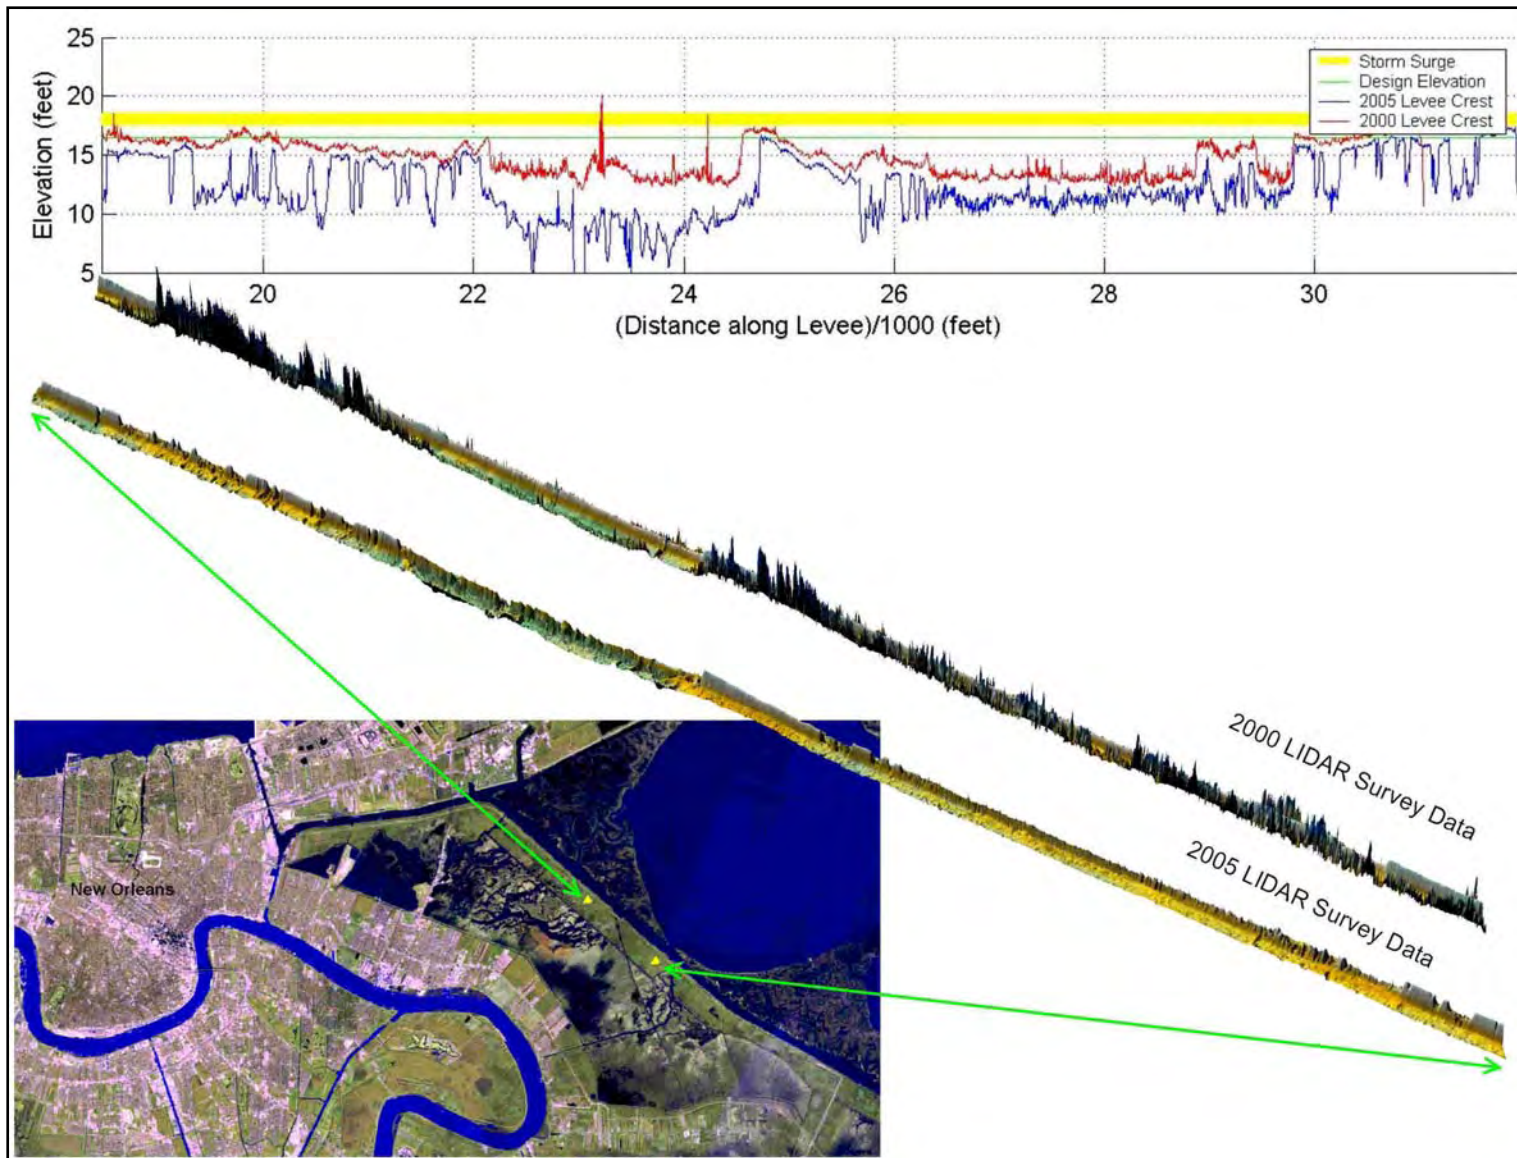 25
20
15
10
5
Elevation (feet)
Storm Surge
Design Elevation
2005 Levee Crest
2000 Levee Crest
20 22 24 26 28 30
(Distance along Levee)/1000 (feet)
2000 LIDAR Survey Data
2005 LIDAR Survey Data
New Orleans